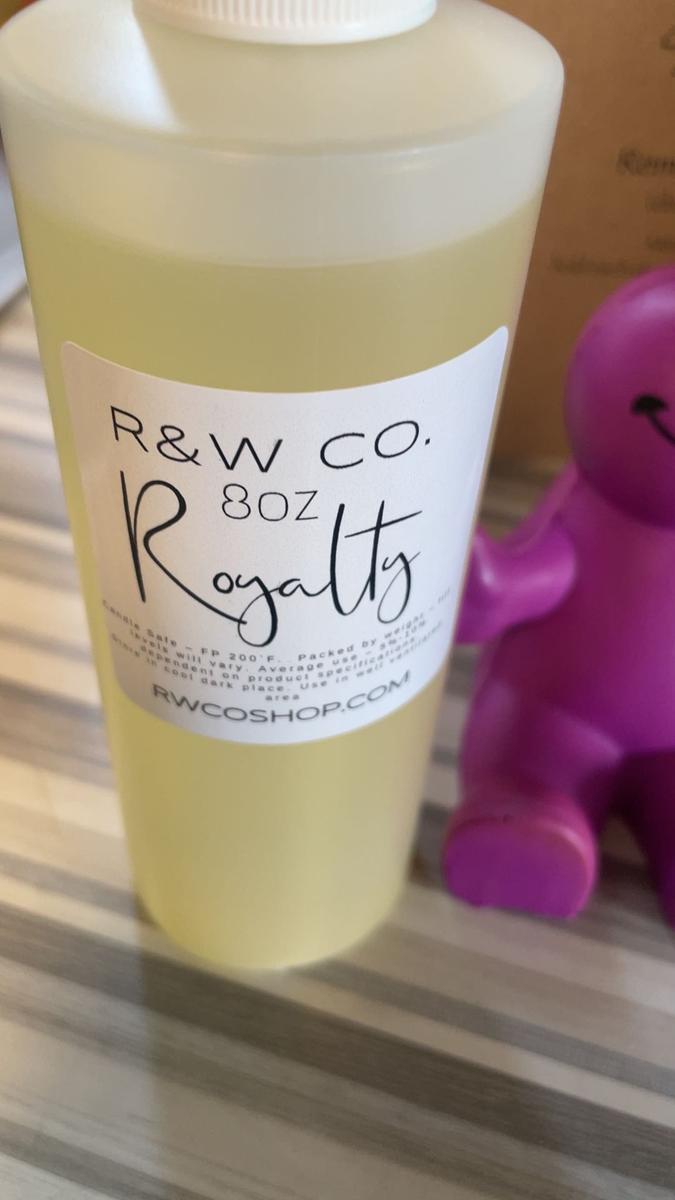 R&W CO.
8OZ
Royalty
Candle Safe - FP 200°F. Packed by weight - fill
levels will vary. Average use - 5%-10%
dependent on product specifications.
Store in cool dark place. Use in well ventilated
area
RWCOSHOP.COM